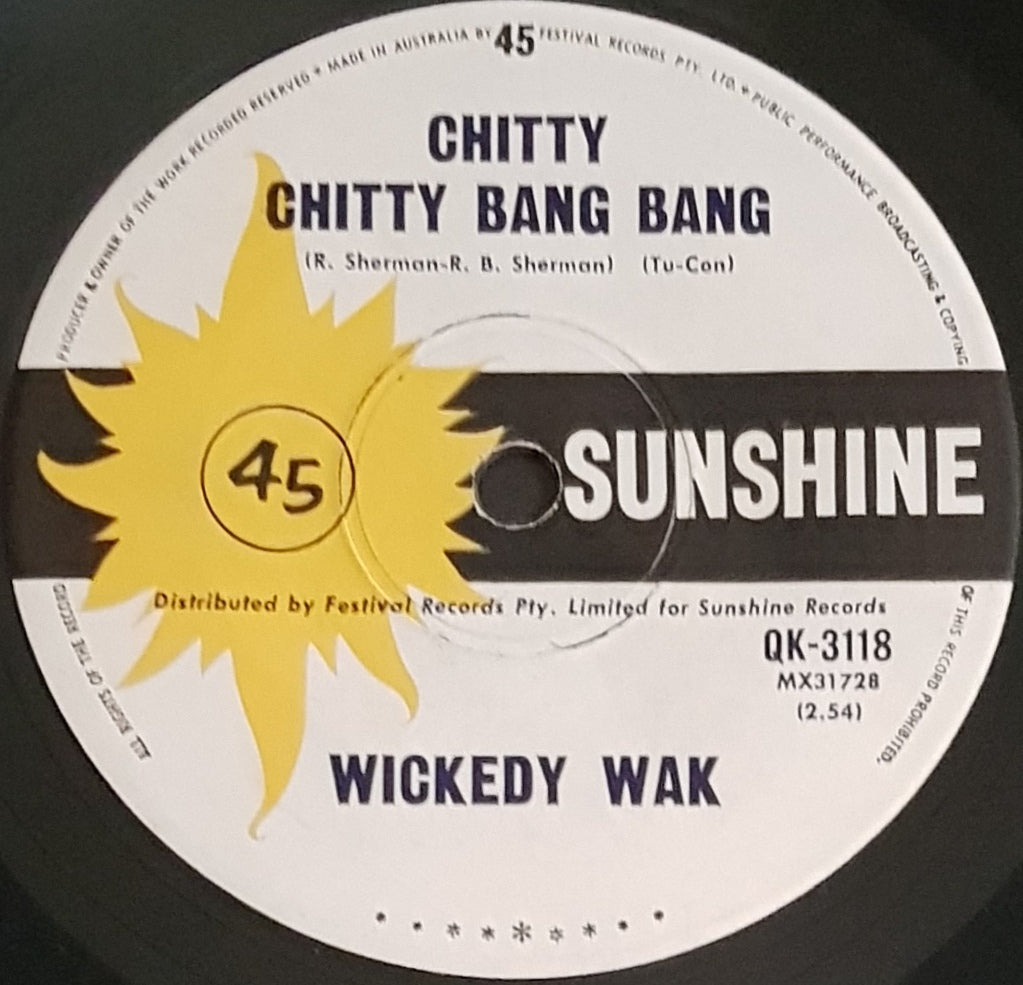 PRODUCER & OWNER OF THE WORK RECORDED RESERVED * MADE IN AUSTRALIA BY 45 FESTIVAL RECORDS PTY. LTD. * PUBLIC PERFORMANCE BROADCASTING & COPYING
CHITTY
CHITTY BANG BANG
(R. Sherman-R. B. Sherman) (Tu-Con)
45
SUNSHINE
Distributed by Festival Records Pty. Limited for Sunshine Records
QK-3118
MX31728
(2.54)
WICKEDY WAK
ALL RIGHTS OF THE RECORD
OF THIS RECORD PROHIBITED.